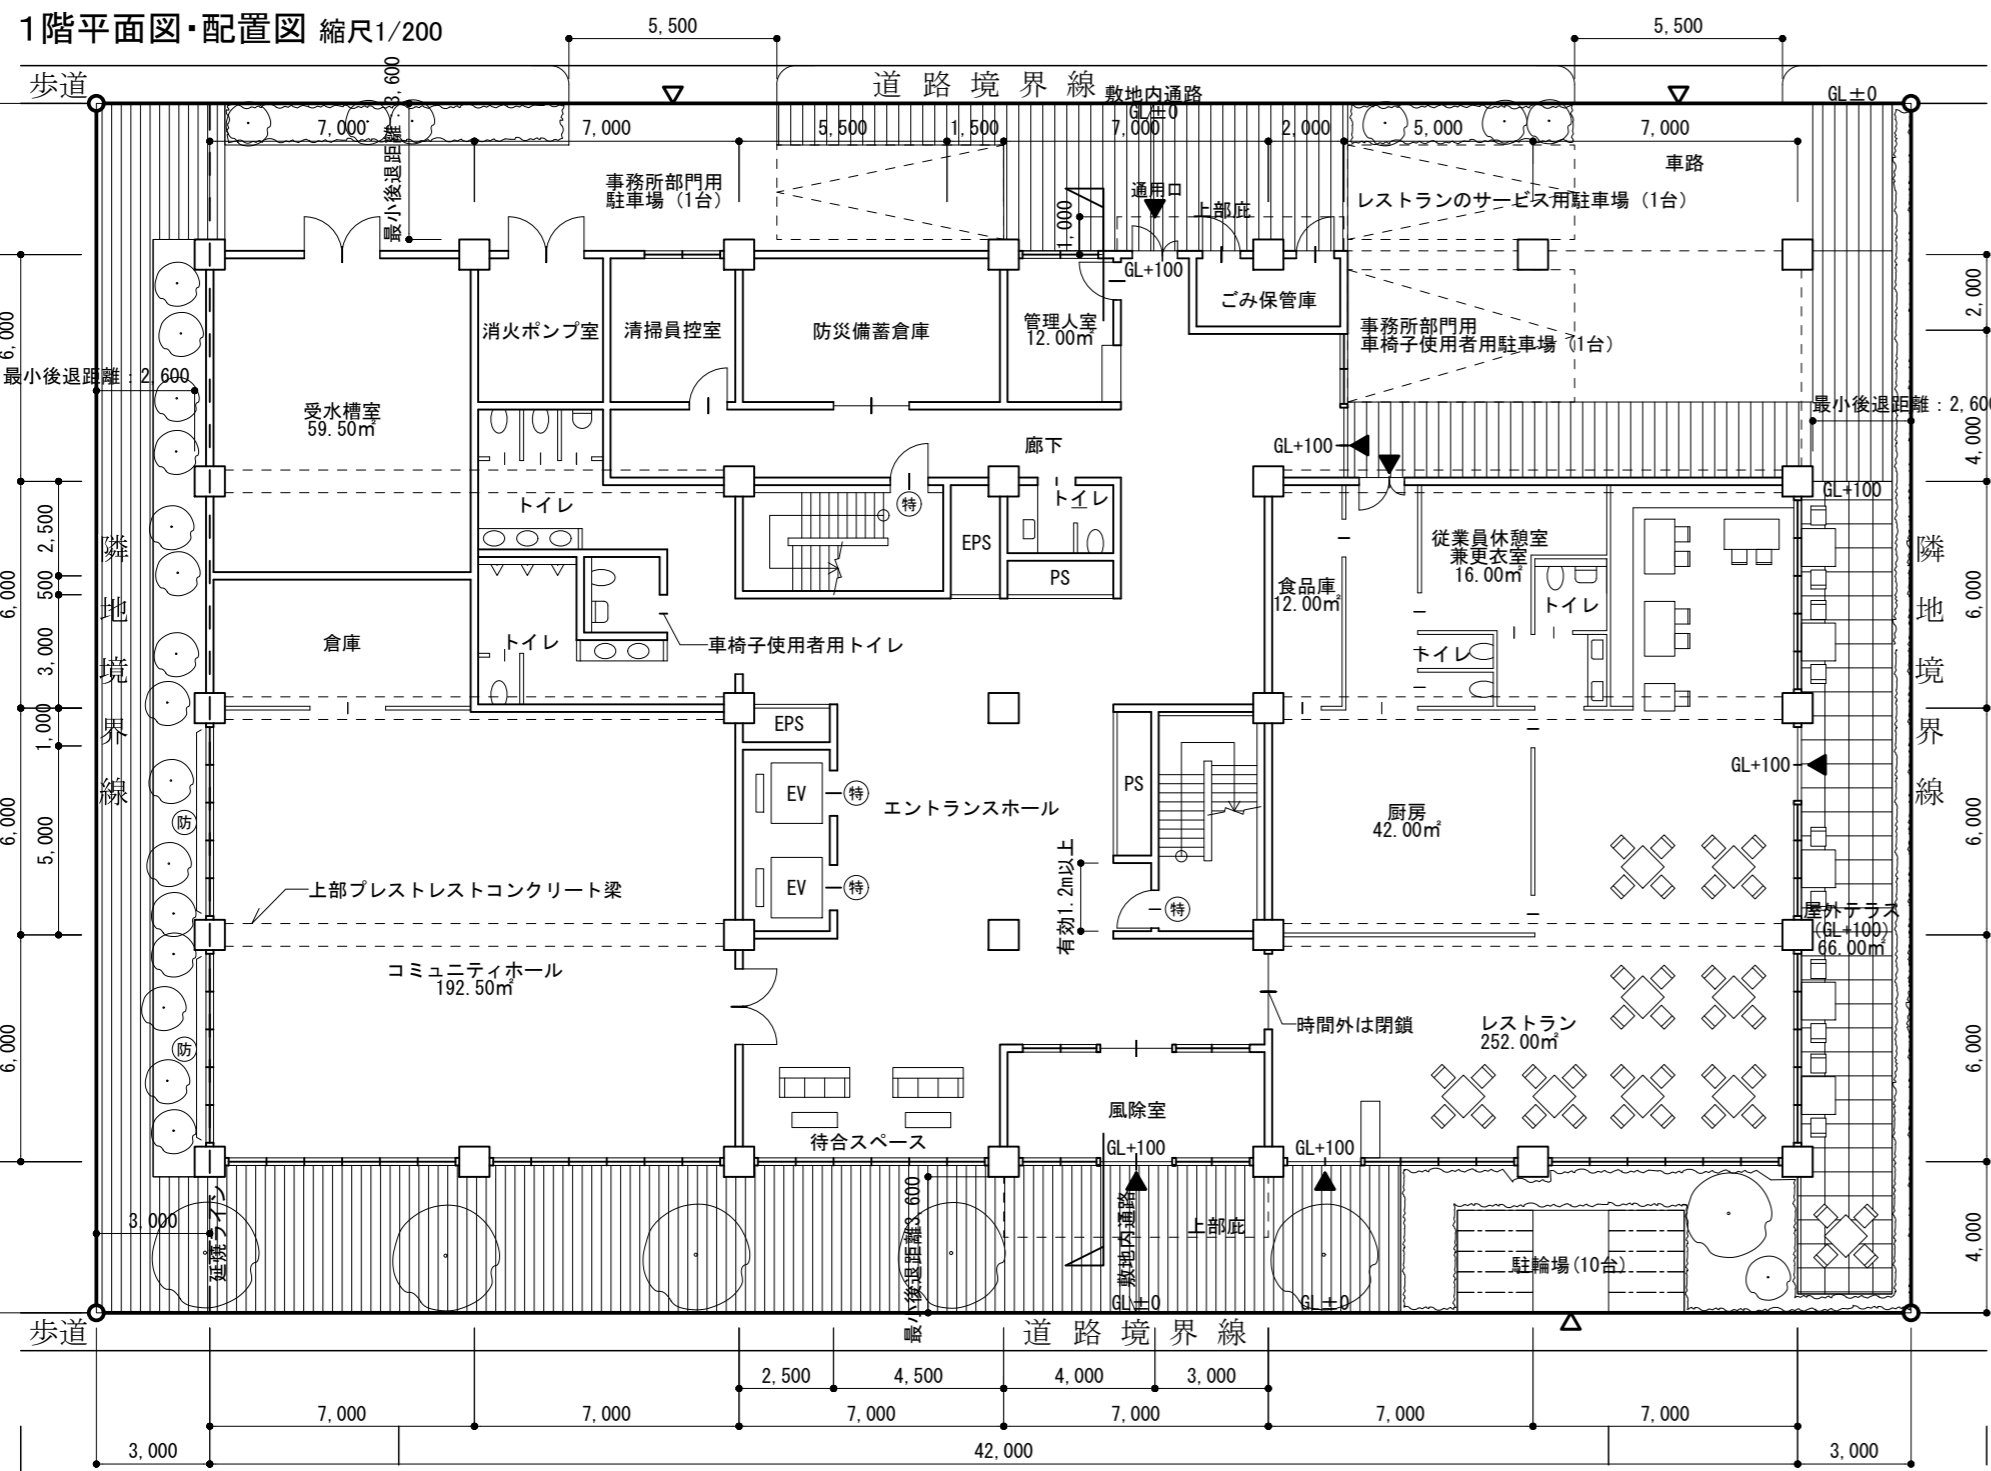 1階平面図・配置図 縮尺1/200
5,500
5,500
歩道
道路境界線
敷地内通路
GL±0
GL±0
7,000
7,000
5,500
1,500
7,000
2,000
5,000
7,000
最小後退距離:3,600
事務所部門用
駐車場(1台)
通用口
上部庇
1,000
車路
レストランのサービス用駐車場(1台)
GL+100
ごみ保管庫
消火ポンプ室
清掃員控室
防災備蓄倉庫
管理人室
12.00㎡
事務所部門用
車椅子使用者用駐車場(1台)
6,000
2,000
最小後退距離:2,600
最小後退距離:2,600
受水槽室
59.50㎡
廊下
GL+100
4,000
GL+100
トイレ
特
トイレ
EPS
PS
従業員休憩室
兼更衣室
16.00㎡
食品庫
12.00㎡
トイレ
2,500
500
6,000
3,000
6,000
隣地境界線
隣地境界線
倉庫
トイレ
車椅子使用者用トイレ
トイレ
1,000
EPS
EV
特
PS
エントランスホール
GL+100
厨房
42.00㎡
防
6,000
5,000
6,000
EV
特
有効1.2m以上
特
上部プレストレストコンクリート梁
屋外テラス
(GL+100)
66.00㎡
コミュニティホール
192.50㎡
時間外は閉鎖
レストラン
252.00㎡
防
6,000
6,000
風除室
待合スペース
GL+100
GL+100
3,000
延焼ライン
最小後退距離3,600
敷地内通路
上部庇
駐輪場(10台)
4,000
GL±0
GL±0
歩道
道路境界線
2,500
4,500
4,000
3,000
7,000
7,000
7,000
7,000
7,000
7,000
3,000
42,000
3,000